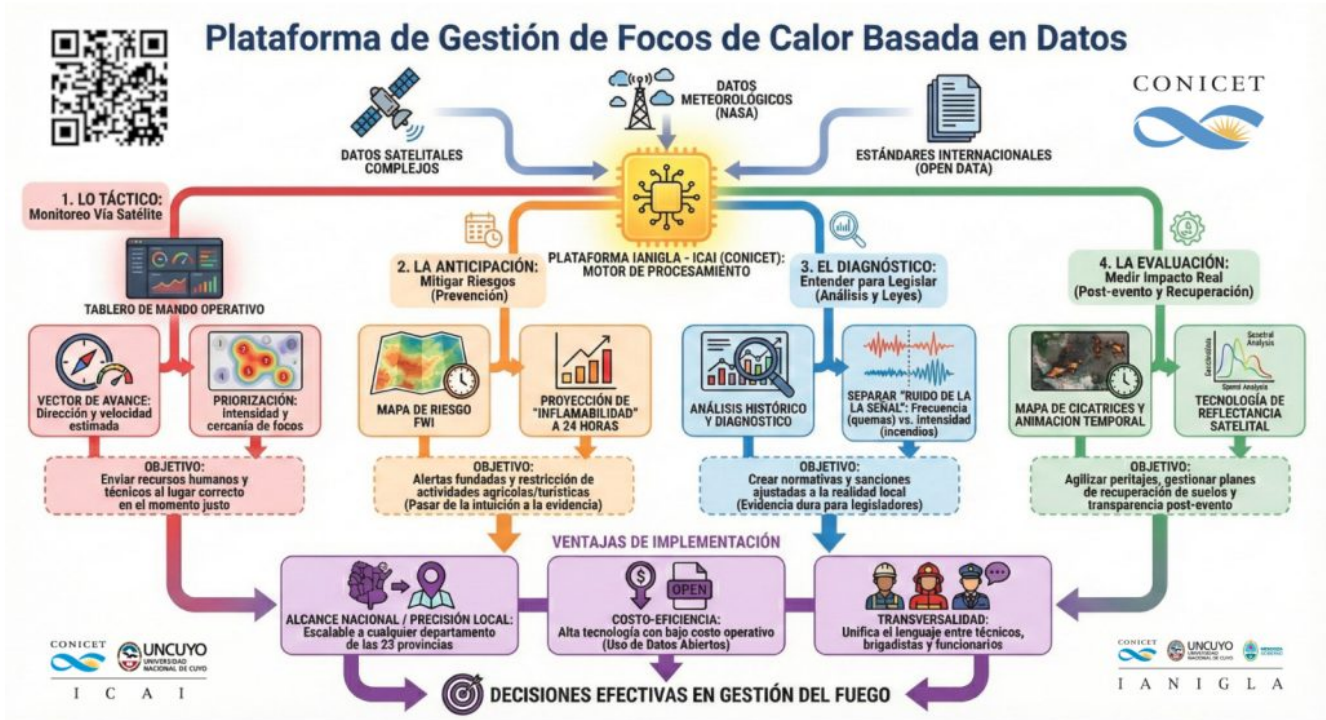 Plataforma de Gestión de Focos de Calor Basada en Datos
CONICET
DATOS SATELITALES
COMPLEJOS
DATOS
METEOROLÓGICOS
(NASA)
ESTÁNDARES INTERNACIONALES
(OPEN DATA)
PLATAFORMA IANIGLA - ICAI (CONICET):
MOTOR DE PROCESAMIENTO
1. LO TÁCTICO:
Monitoreo Vía Satélite
TABLERO DE MANDO OPERATIVO
VECTOR DE AVANCE:
Dirección y velocidad
estimada
PRIORIZACIÓN:
Intensidad y
cercanía de focos
OBJETIVO:
Enviar recursos humanos y
técnicos al lugar correcto
en el momento justo
2. LA ANTICIPACIÓN:
Mitigar Riesgos
(Prevención)
MAPA DE RIESGO
FWI
PROYECCIÓN DE
"INFLAMABILIDAD"
A 24 HORAS
OBJETIVO:
Alertas fundadas y restricción de
actividades agrícolas/turísticas
(Pasar de la intuición a la evidencia)
3. EL DIAGNÓSTICO:
Entender para Legislar
(Análisis y Leyes)
ANÁLISIS HISTÓRICO
Y DIAGNOSTICO
SEPARAR "RUIDO DE LA
LA SEÑAL": Frecuencia
(quemas) vs. intensidad
(incendios)
OBJETIVO:
Crear normativas y sanciones
ajustadas a la realidad local
(Evidencia dura para legisladores)
4. LA EVALUACIÓN:
Medir Impacto Real
(Post-evento y Recuperación)
MAPA DE CICATRICES Y
ANIMACION TEMPORAL
Analysis
TECNOLOGÍA DE
REFLECTANCIA
SATELITAL
OBJETIVO:
Agilizar peritajes, gestionar planes
de recuperación de suelos y
transparencia post-evento
VENTAJAS DE IMPLEMENTACIÓN
ALCANCE NACIONAL / PRECISIÓN LOCAL:
Escalable a cualquier departamento
de las 23 provincias
OPEN
COSTO-EFICIENCIA:
Alta tecnología con bajo costo operativo
(Uso de Datos Abiertos)
TRANSVERSALIDAD:
Unifica el lenguaje entre técnicos,
brigadistas y funcionarios
DECISIONES EFECTIVAS EN GESTIÓN DEL FUEGO
CONICET
UNCUYO
UNIVERSIDAD
NACIONAL DE CUYO
ICAI
CONICET
UNCUYO
UNIVERSIDAD
NACIONAL DE CUYO
IANIGLA